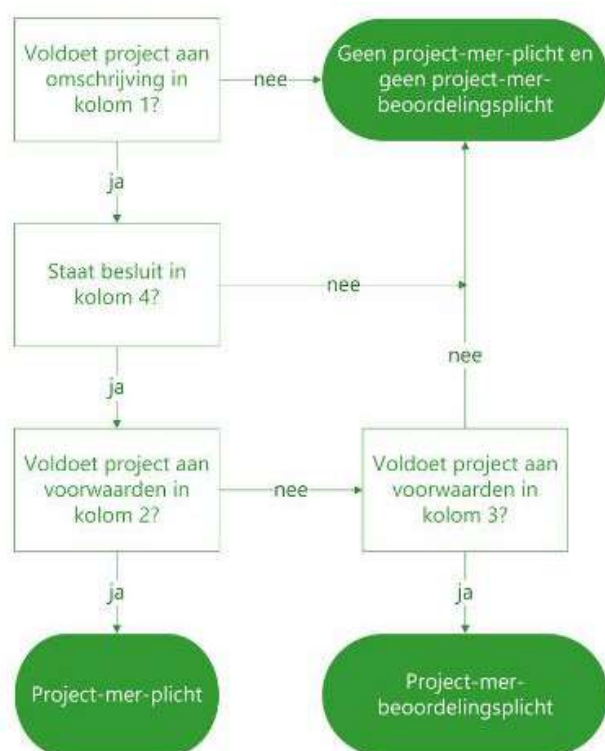 Voldoet project aan
omschrijving in
kolom 1?
nee
Geen project-mer-plicht en
geen project-mer-
beoordelingsplicht
ja
Staat besluit in
kolom 4?
nee
nee
ja
Voldoet project aan
voorwaarden in
kolom 2?
nee
Voldoet project aan
voorwaarden in
kolom 3?
ja
ja
Project-mer-plicht
Project-mer-
beoordelingsplicht